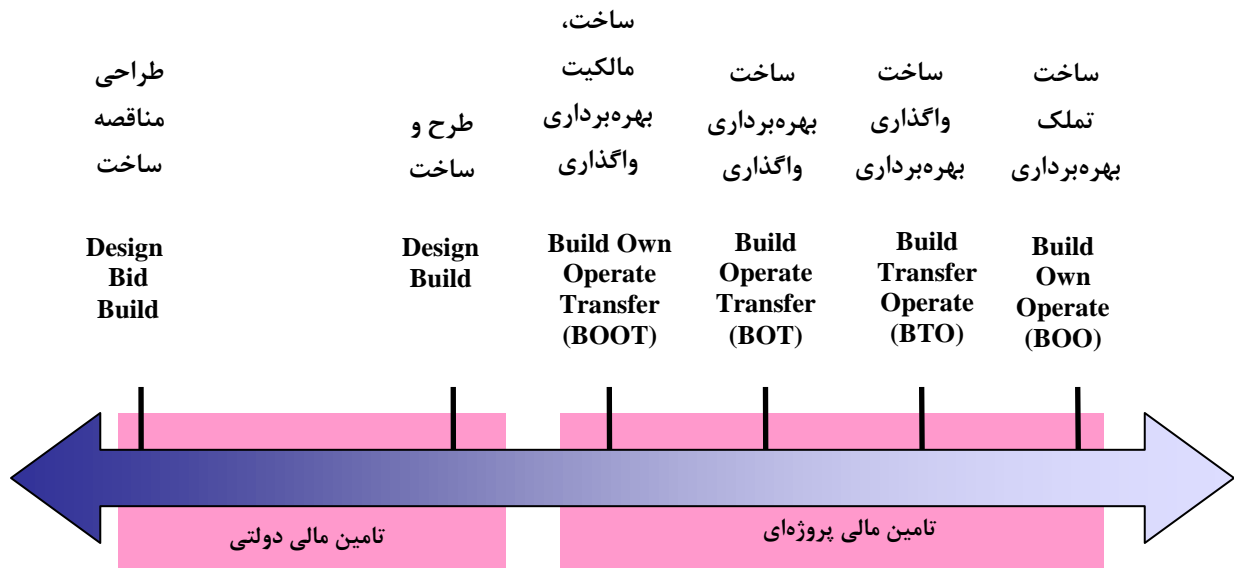 طراحی
مناقصه
ساخت
طرح و
ساخت
ساخت،
مالکیت
بهره‌برداری
واگذاری
ساخت
بهره‌برداری
واگذاری
ساخت
واگذاری
بهره‌برداری
ساخت
تملک
بهره‌برداری
Design
Bid
Build
Design
Build
Build Own
Operate
Transfer
(BOOT)
Build
Operate
Transfer
(BOT)
Build
Transfer
Operate
(BTO)
Build
Own
Operate
(BOO)
تامین مالی دولتی
تامین مالی پروژه‌ای